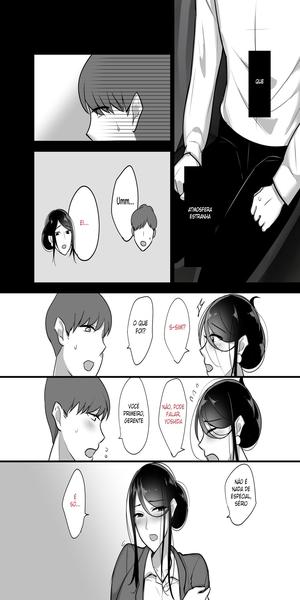 QUE
ATMOSFERA
ESTRANHA
Umm...
EI...
S-SIM?
O QUE
FOI?
NÃO, PODE
FALAR,
YOSHIDA
VOCÊ
PRIMEIRO,
GERENTE
NÃO É
NADA DE
ESPECIAL,
SÉRIO
É
SÓ...